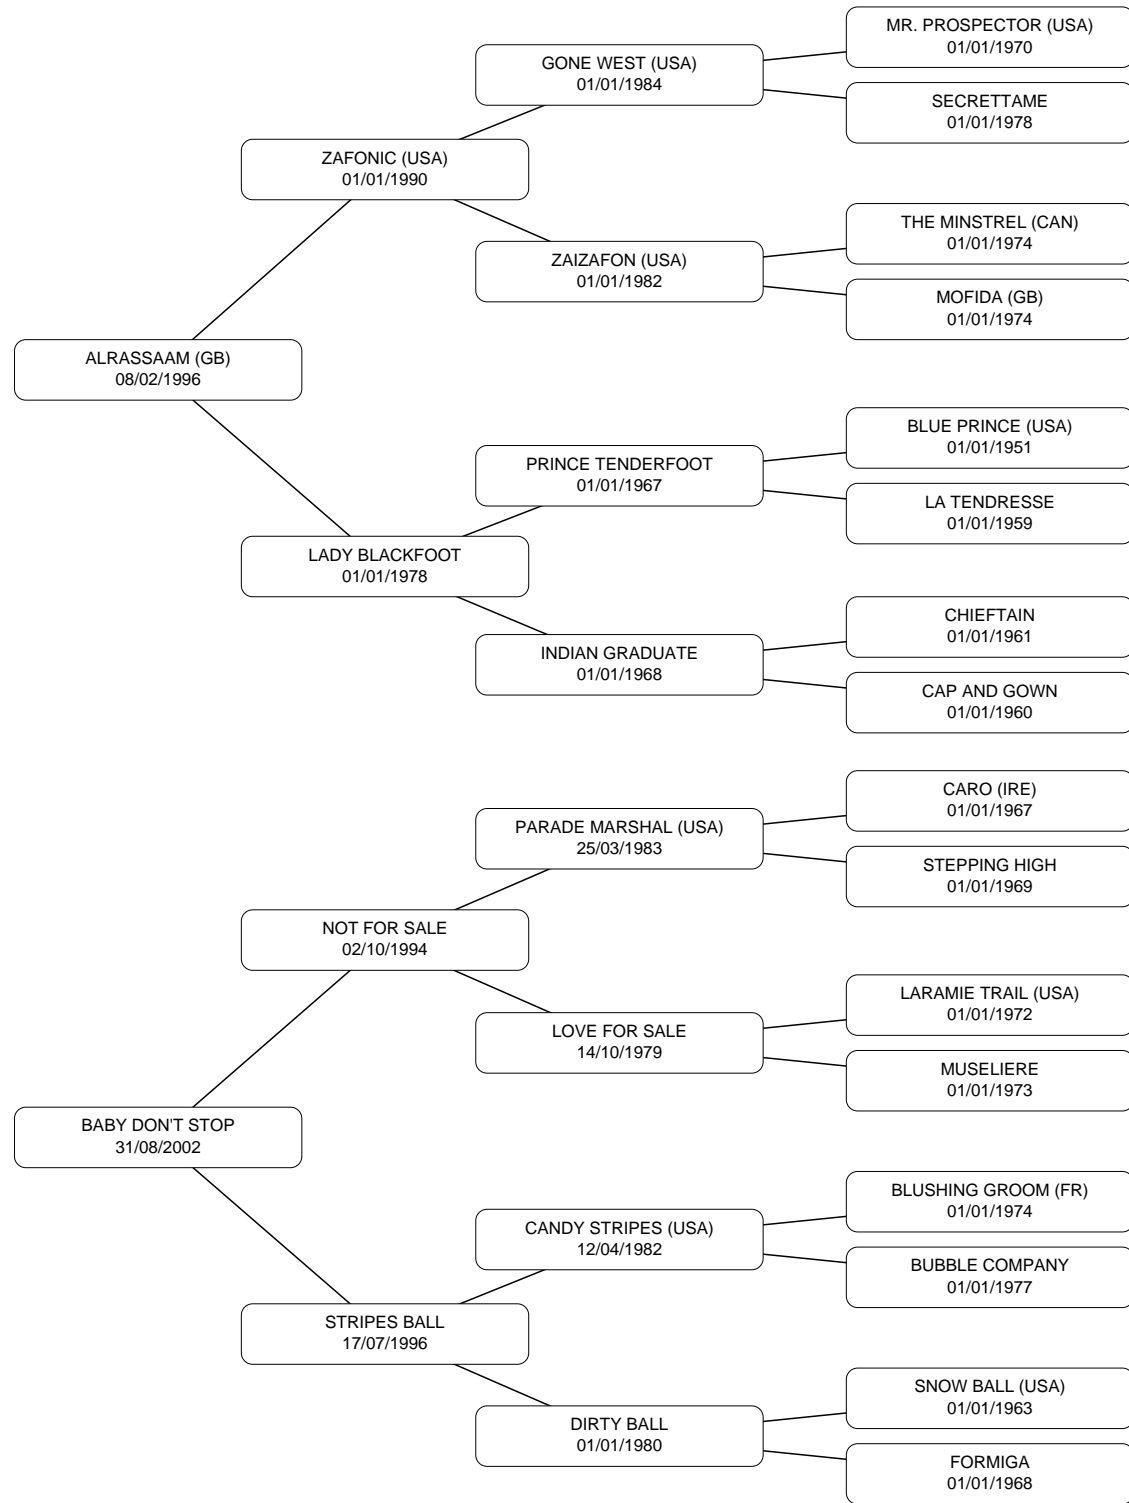 MR. PROSPECTOR (USA)
01/01/1970
GONE WEST (USA)
01/01/1984
SECRETTAME
01/01/1978
ZAFONIC (USA)
01/01/1990
THE MINSTREL (CAN)
01/01/1974
ZAIZAFON (USA)
01/01/1982
MOFIDA (GB)
01/01/1974
ALRASSAAM (GB)
08/02/1996
BLUE PRINCE (USA)
01/01/1951
PRINCE TENDERFOOT
01/01/1967
LA TENDRESSE
01/01/1959
LADY BLACKFOOT
01/01/1978
CHIEFTAIN
01/01/1961
INDIAN GRADUATE
01/01/1968
CAP AND GOWN
01/01/1960
CARO (IRE)
01/01/1967
PARADE MARSHAL (USA)
25/03/1983
STEPPING HIGH
01/01/1969
NOT FOR SALE
02/10/1994
LARAMIE TRAIL (USA)
01/01/1972
LOVE FOR SALE
14/10/1979
MUSELIERE
01/01/1973
BABY DON'T STOP
31/08/2002
BLUSHING GROOM (FR)
01/01/1974
CANDY STRIPES (USA)
12/04/1982
BUBBLE COMPANY
01/01/1977
STRIPES BALL
17/07/1996
SNOW BALL (USA)
01/01/1963
DIRTY BALL
01/01/1980
FORMIGA
01/01/1968